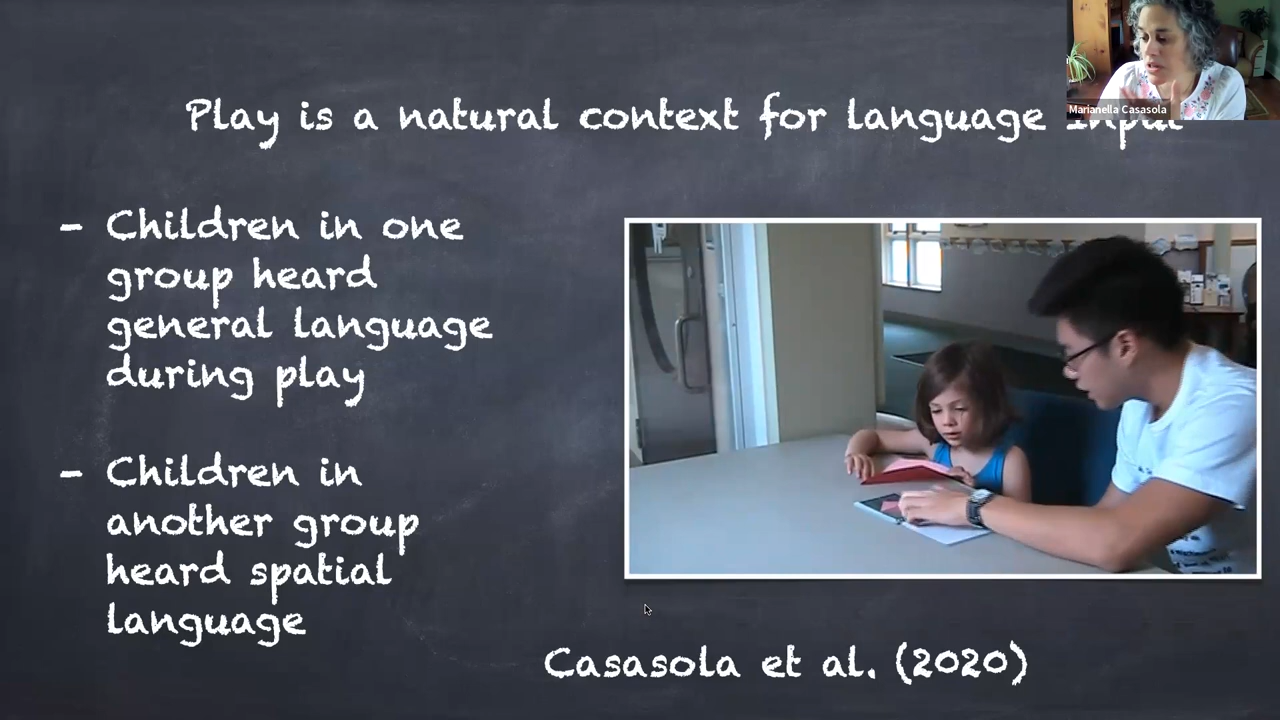 Play is a natural context for language input
Marianella Casasola
- Children in one
group heard
general language
during play
- Children in
another group
heard spatial
language
Casasola et al. (2020)